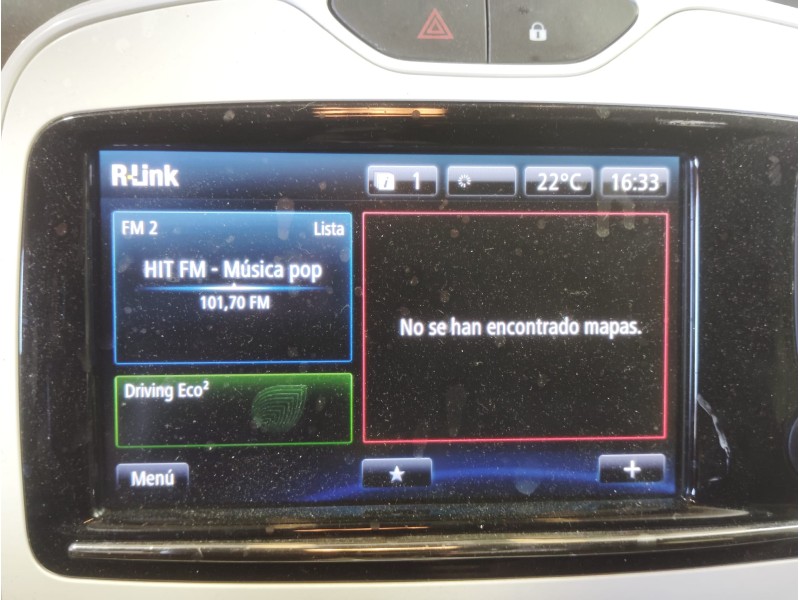 R-Link
1
22°C
16:33
FM 2
Lista
HIT FM - Música pop
101,70 FM
No se han encontrado mapas.
Driving Eco²
Menú